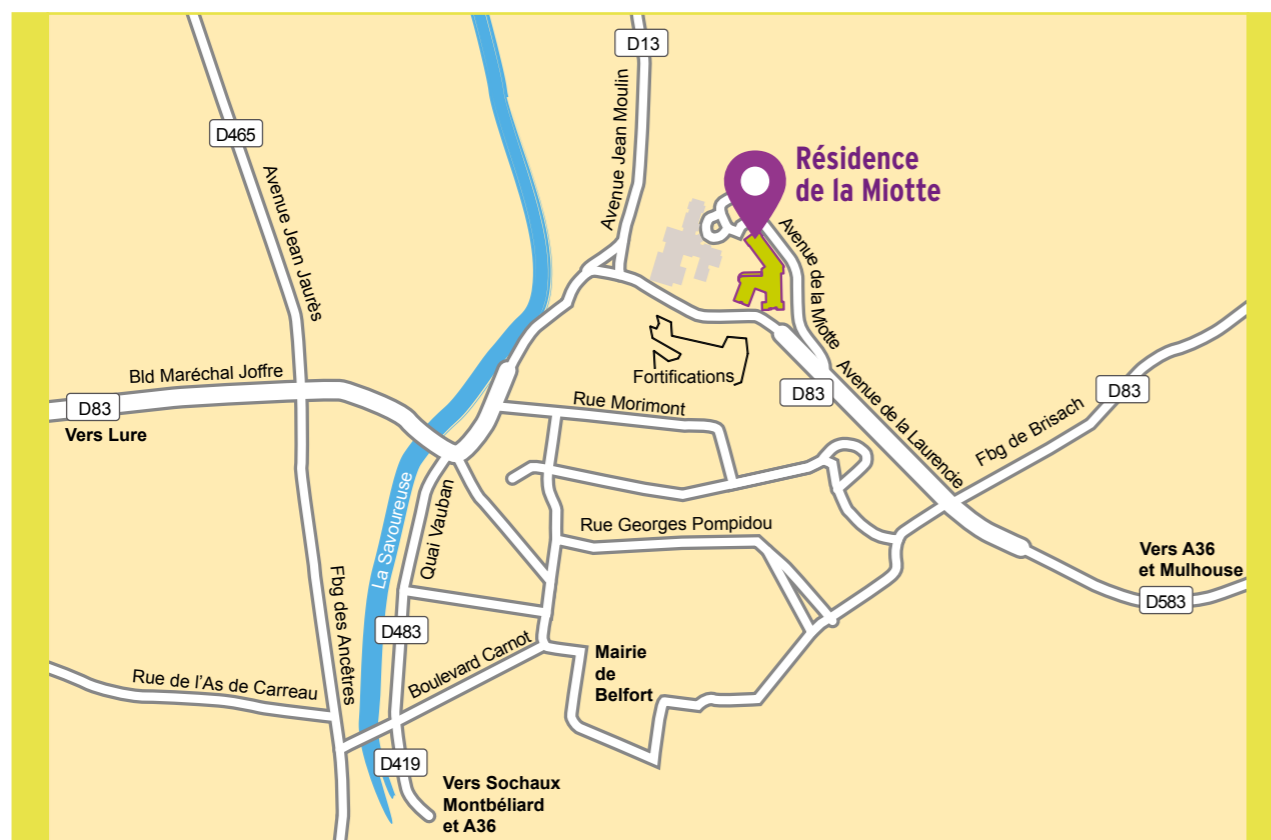 D13
D465
Avenue Jean Moulin
Résidence
de la Miotte
Avenue Jean Jaurès
Avenue de la Miotte
Bld Maréchal Joffre
Fortifications
D83
D83
D83
Vers Lure
Rue Morimont
Avenue de la Laurencie
Fbg de Brisach
La Savoureuse
Quai Vauban
Rue Georges Pompidou
Vers A36
et Mulhouse
D583
Fbg des Ancêtres
D483
Boulevard Carnot
Mairie
de
Belfort
Rue de l'As de Carreau
D419
Vers Sochaux
Montbéliard
et A36